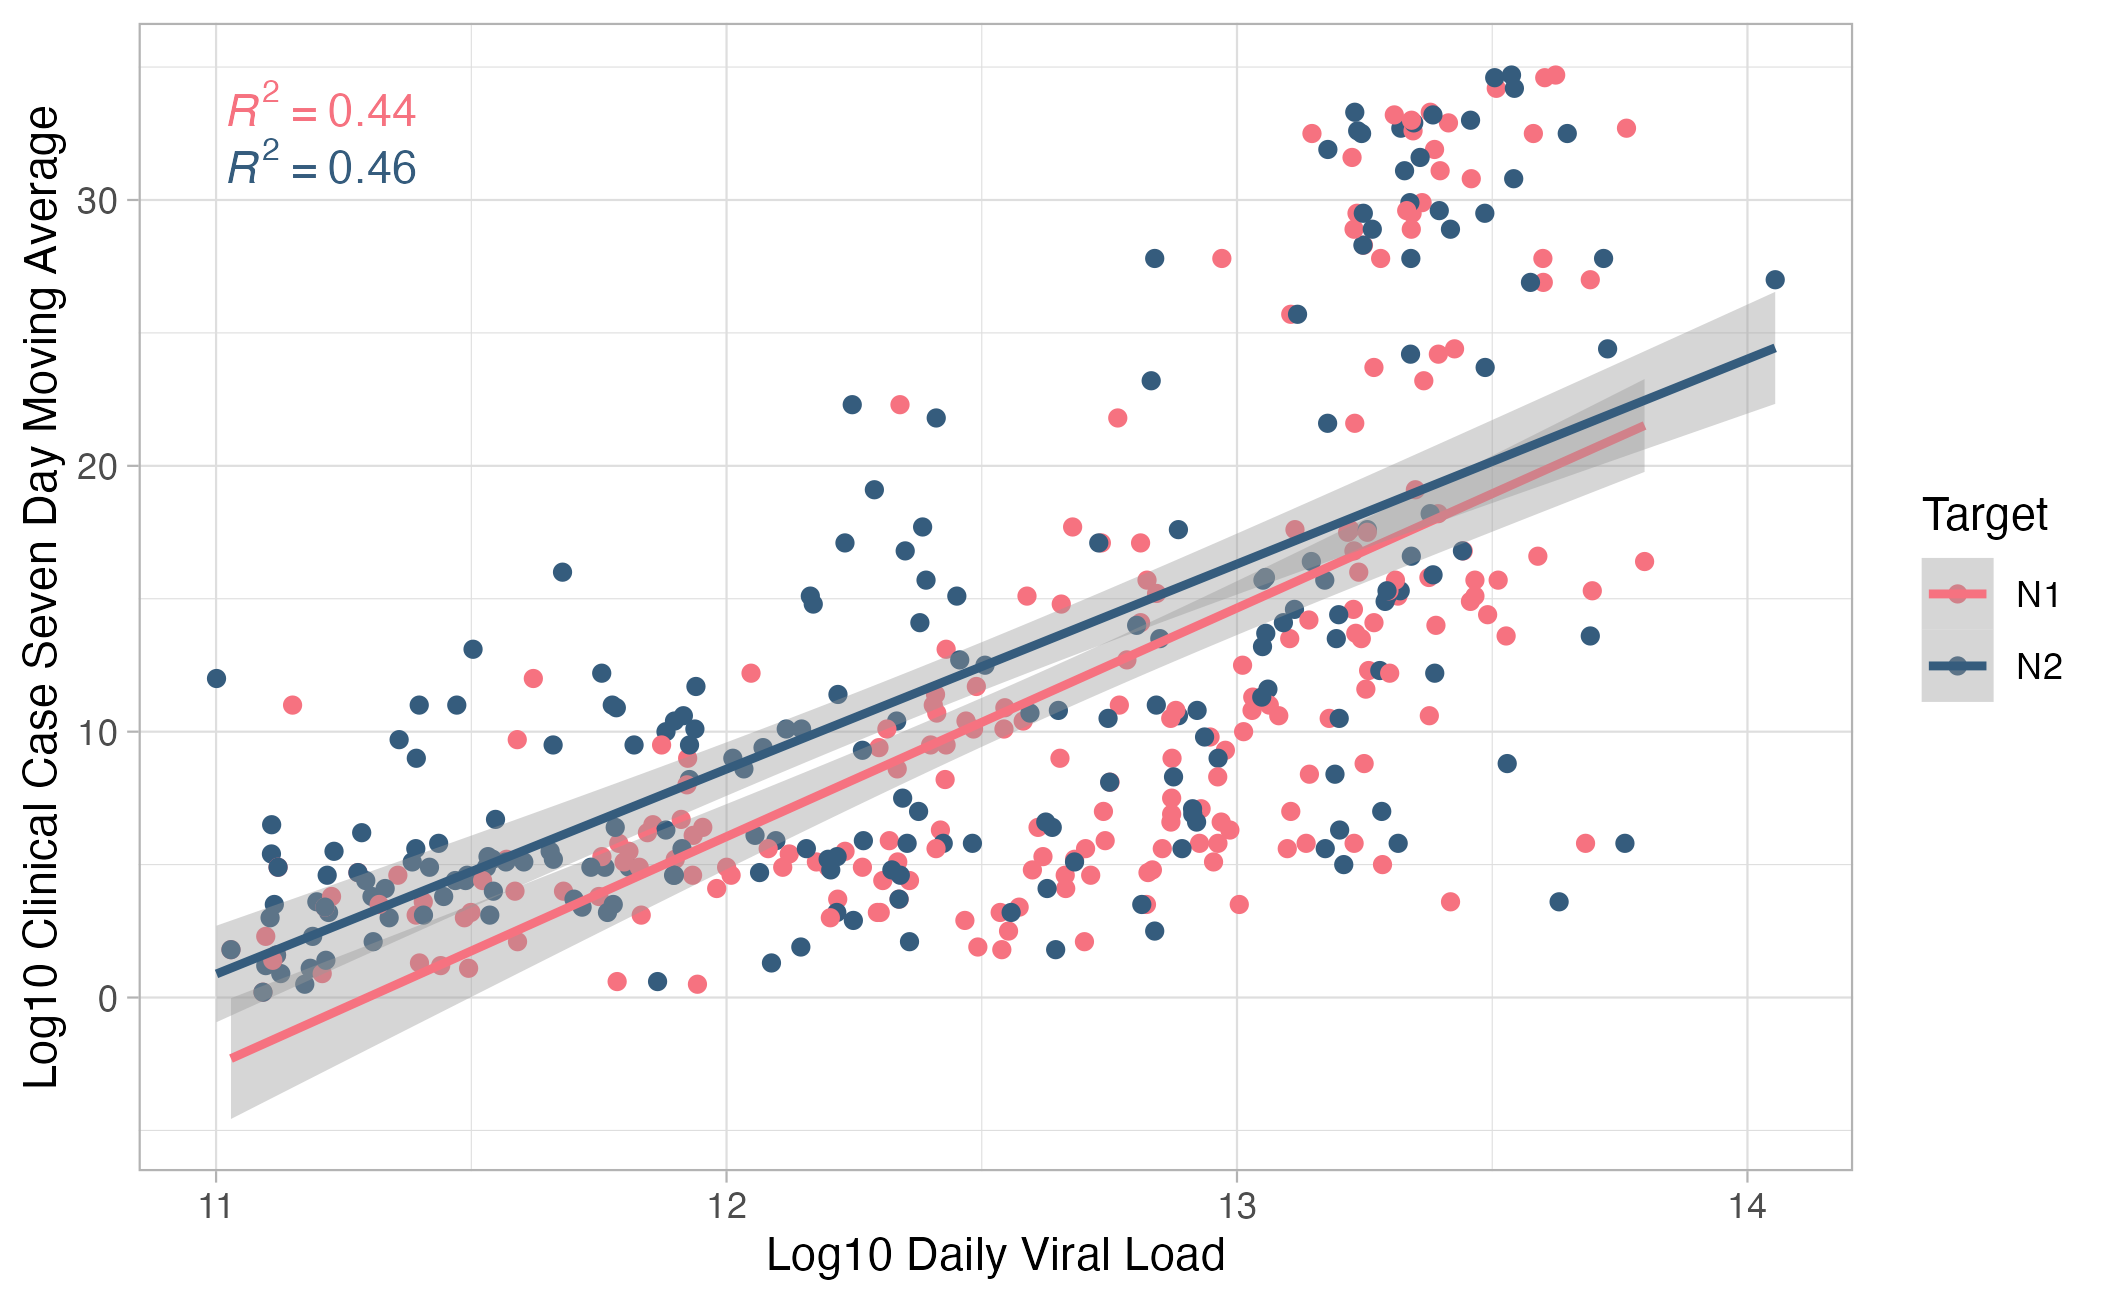 R² = 0.44
R² = 0.46
Log10 Clinical Case Seven Day Moving Average
30
20
10
0
11 12 13 14
Log10 Daily Viral Load
Target
N1
N2